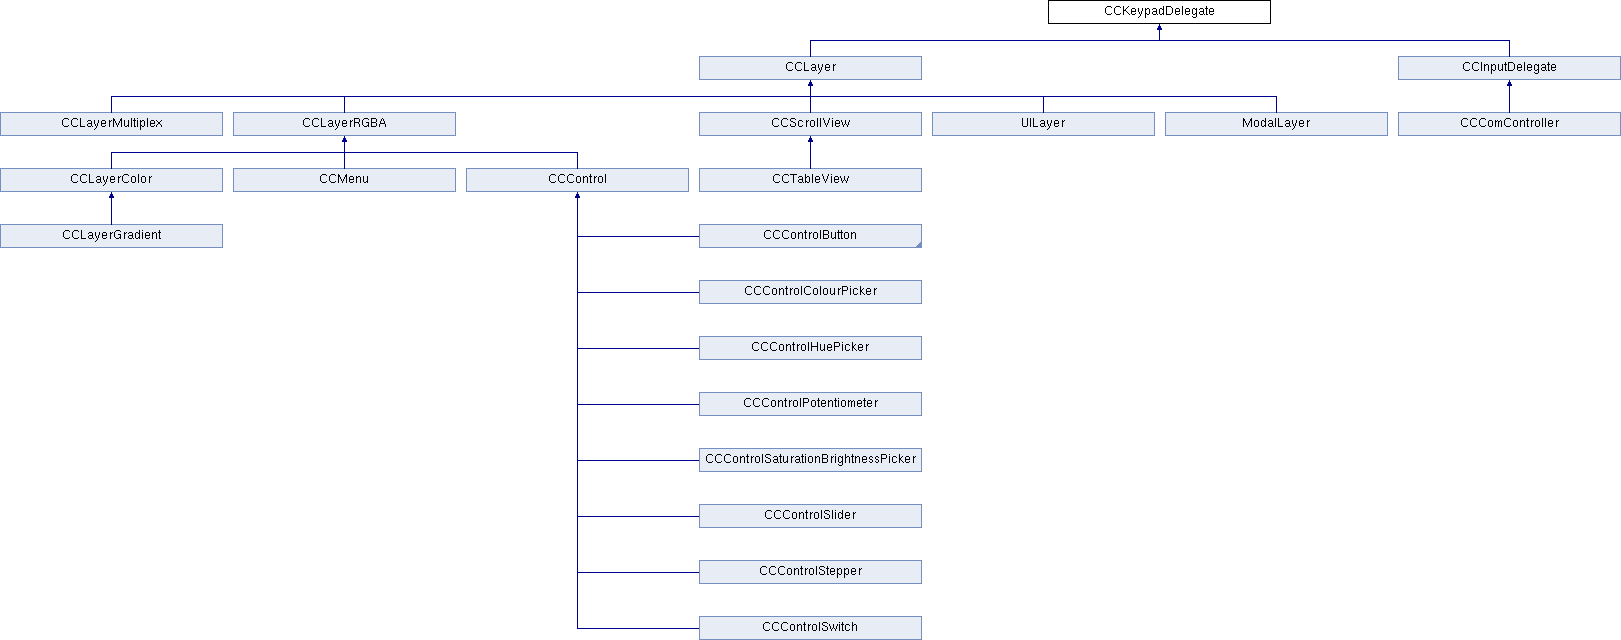 CCKeypadDelegate
CCLayer
CCInputDelegate
CCLayerMultiplex
CCLayerRGBA
CCScrollView
UILayer
ModalLayer
CCComController
CCLayerColor
CCMenu
CCControl
CCTableView
CCLayerGradient
CCControlButton
CCControlColourPicker
CCControlHuePicker
CCControlPotentiometer
CCControlSaturationBrightnessPicker
CCControlSlider
CCControlStepper
CCControlSwitch